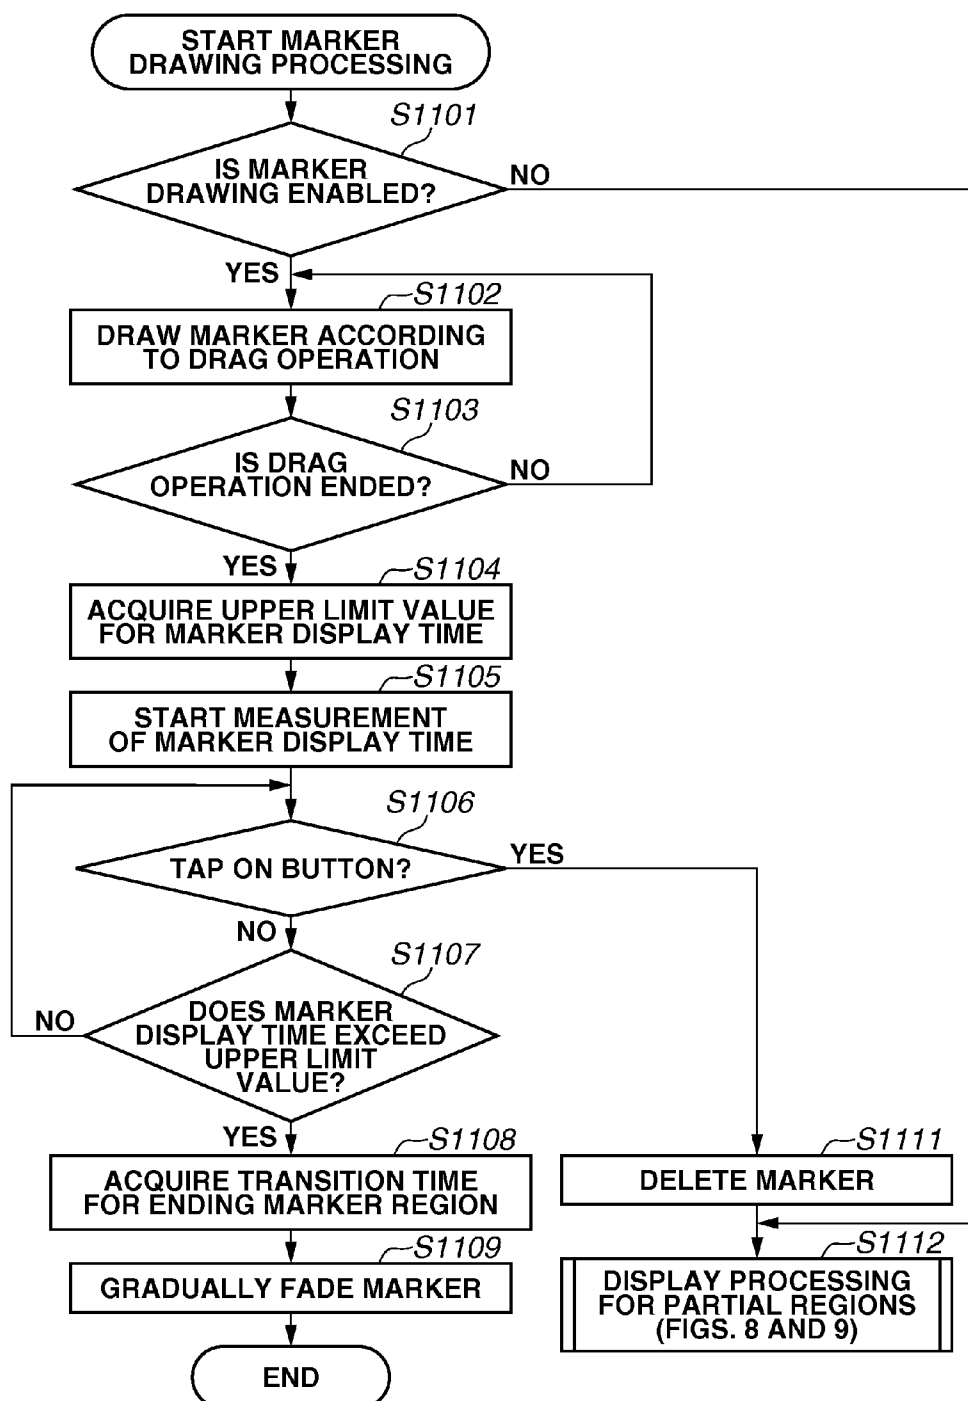 START MARKER
DRAWING PROCESSING
S1101
IS MARKER
DRAWING ENABLED?
NO
YES
S1102
DRAW MARKER ACCORDING
TO DRAG OPERATION
S1103
IS DRAG
OPERATION ENDED?
NO
YES
S1104
ACQUIRE UPPER LIMIT VALUE
FOR MARKER DISPLAY TIME
S1105
START MEASUREMENT
OF MARKER DISPLAY TIME
S1106
TAP ON BUTTON?
YES
NO
S1107
DOES MARKER
DISPLAY TIME EXCEED
UPPER LIMIT
VALUE?
NO
YES
S1108
ACQUIRE TRANSITION TIME
FOR ENDING MARKER REGION
S1109
GRADUALLY FADE MARKER
END
S1111
DELETE MARKER
S1112
DISPLAY PROCESSING
FOR PARTIAL REGIONS
(FIGS. 8 AND 9)